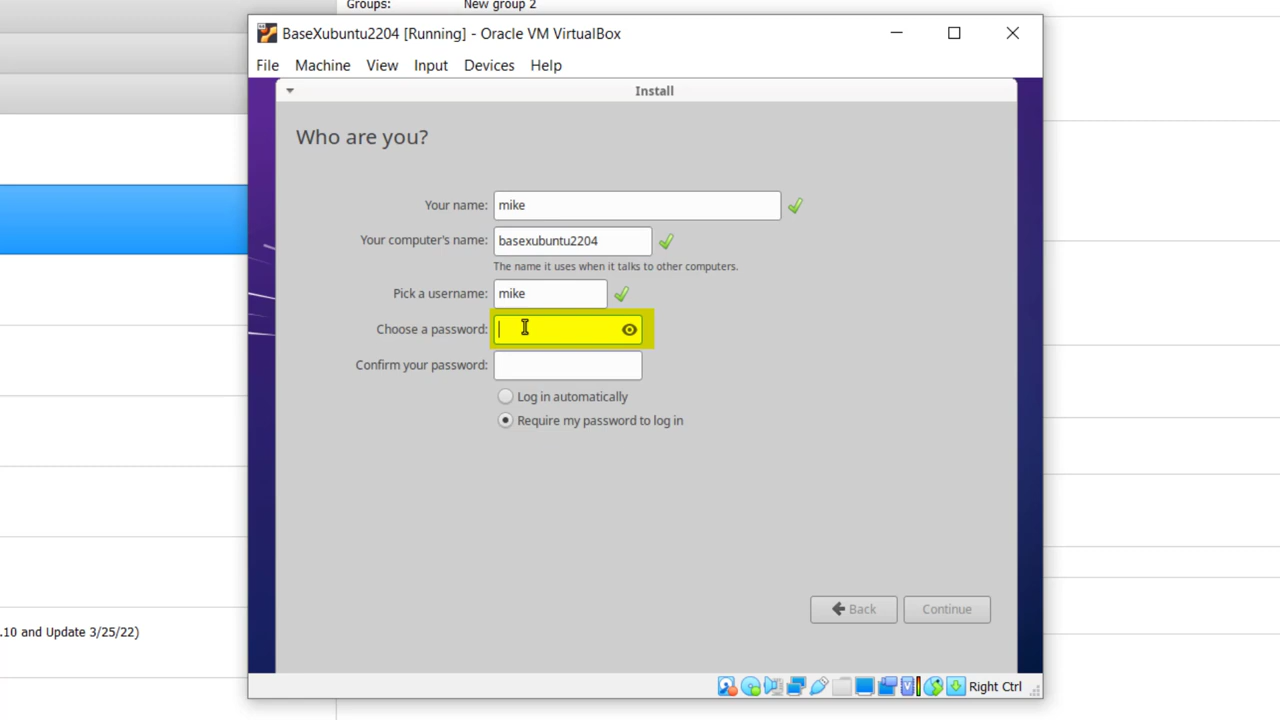 Groups: New group 2
BaseXubuntu2204 [Running] - Oracle VM VirtualBox
File Machine View Input Devices Help
Install
Who are you?
Your name: mike
Your computer's name: basexubuntu2204
The name it uses when it talks to other computers.
Pick a username: mike
Choose a password:
Confirm your password:
Log in automatically
Require my password to log in
Back Continue
.10 and Update 3/25/22)
Right Ctrl